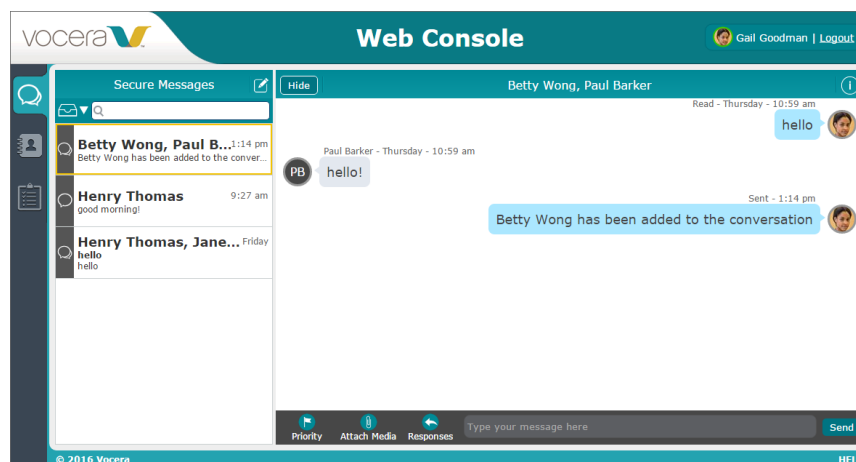 vocera
Web Console
Gail Goodman | Logout
Secure Messages
Hide
Betty Wong, Paul Barker
Betty Wong, Paul B... 1:14 pm
Betty Wong has been added to the conver...
Henry Thomas 9:27 am
good morning!
Henry Thomas, Jane... Friday
hello
hello
Read - Thursday - 10:59 am
hello
Paul Barker - Thursday - 10:59 am
PB
hello!
Sent - 1:14 pm
Betty Wong has been added to the conversation
Priority
Attach Media
Responses
Type your message here
Send
© 2016 Vocera